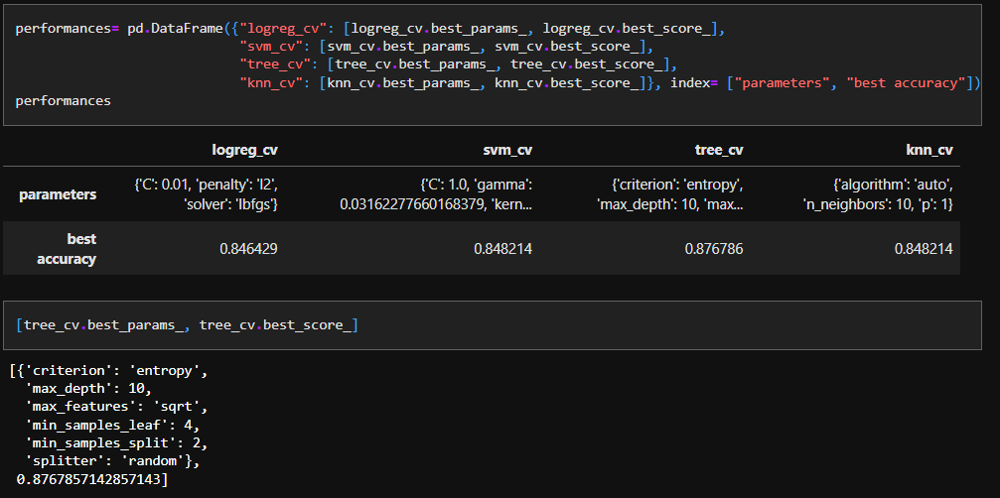 performances= pd.DataFrame({"logreg_cv": [logreg_cv.best_params_, logreg_cv.best_score_],
"svm_cv": [svm_cv.best_params_, svm_cv.best_score_],
"tree_cv": [tree_cv.best_params_, tree_cv.best_score_],
"knn_cv": [knn_cv.best_params_, knn_cv.best_score_]}, index= ["parameters", "best accuracy"])
performances
logreg_cv svm_cv tree_cv knn_cv
parameters {'C': 0.01, 'penalty': 'l2', 'solver': 'lbfgs'} {'C': 1.0, 'gamma': 0.03162277660168379, 'kern... {'criterion': 'entropy', 'max_depth': 10, 'max... {'algorithm': 'auto', 'n_neighbors': 10, 'p': 1}
best accuracy 0.846429 0.848214 0.876786 0.848214
[tree_cv.best_params_, tree_cv.best_score_]
[{'criterion': 'entropy',
'max_depth': 10,
'max_features': 'sqrt',
'min_samples_leaf': 4,
'min_samples_split': 2,
'splitter': 'random'},
0.8767857142857143]